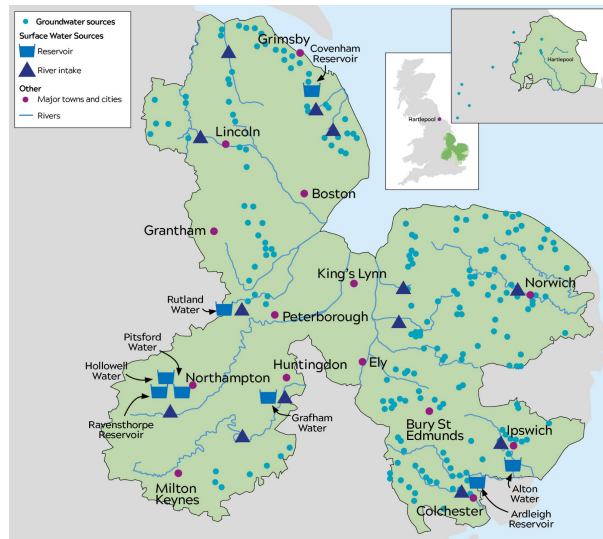 Groundwater sources
Surface Water Sources
Reservoir
River intake
Other
Major towns and cities
Rivers
Grimsby
Covenham
Reservoir
Hartlepool
Hartlepool
Lincoln
Boston
Grantham
King's Lynn
Norwich
Rutland
Water
Peterborough
Pitsford
Water
Hollowell
Water
Northampton
Huntingdon
Ely
Ravensthorpe
Reservoir
Grafham
Water
Bury St
Edmunds
Ipswich
Milton
Keynes
Alton
Water
Colchester
Ardleigh
Reservoir